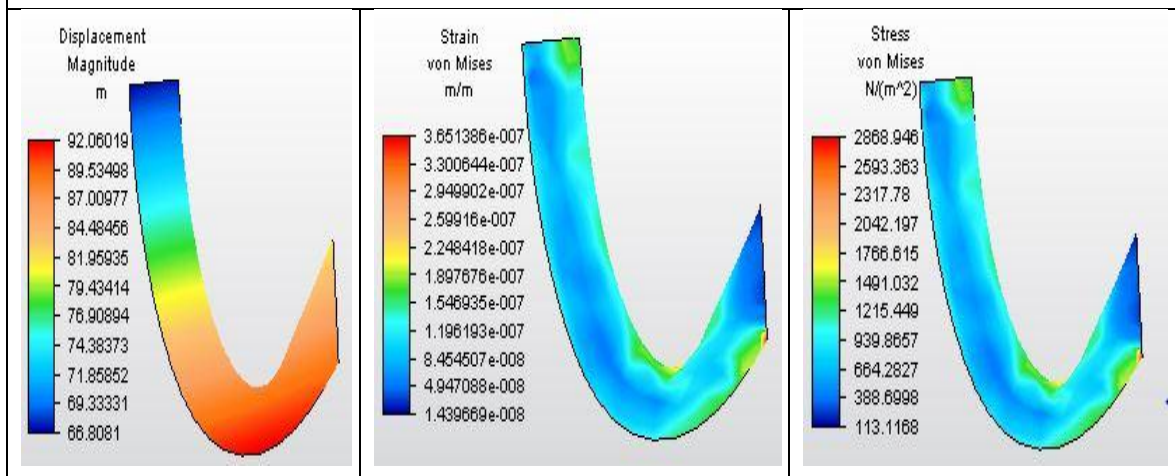 Displacement
Magnitude
m
92.06019
89.53498
87.00977
84.48456
81.95935
79.43414
76.90894
74.38373
71.85852
69.33331
66.8081
Strain
von Mises
m/m
3.651386e-007
3.300644e-007
2.949902e-007
2.59916e-007
2.248418e-007
1.897676e-007
1.546935e-007
1.196193e-007
8.454507e-008
4.947088e-008
1.439669e-008
Stress
von Mises
N/(m^2)
2868.946
2593.363
2317.78
2042.197
1766.615
1491.032
1215.449
939.8657
664.2827
388.6998
113.1168